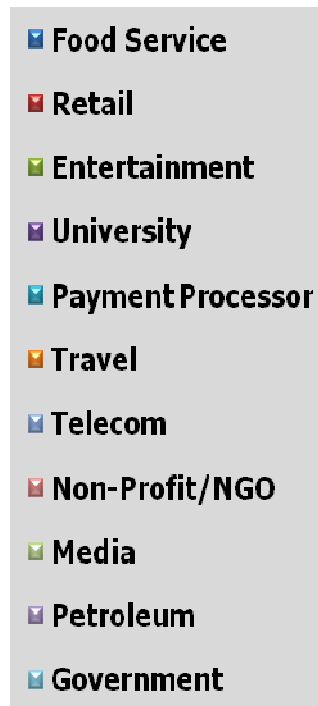 Food Service
Retail
Entertainment
University
Payment Processor
Travel
Telecom
Non-Profit/NGO
Media
Petroleum
Government